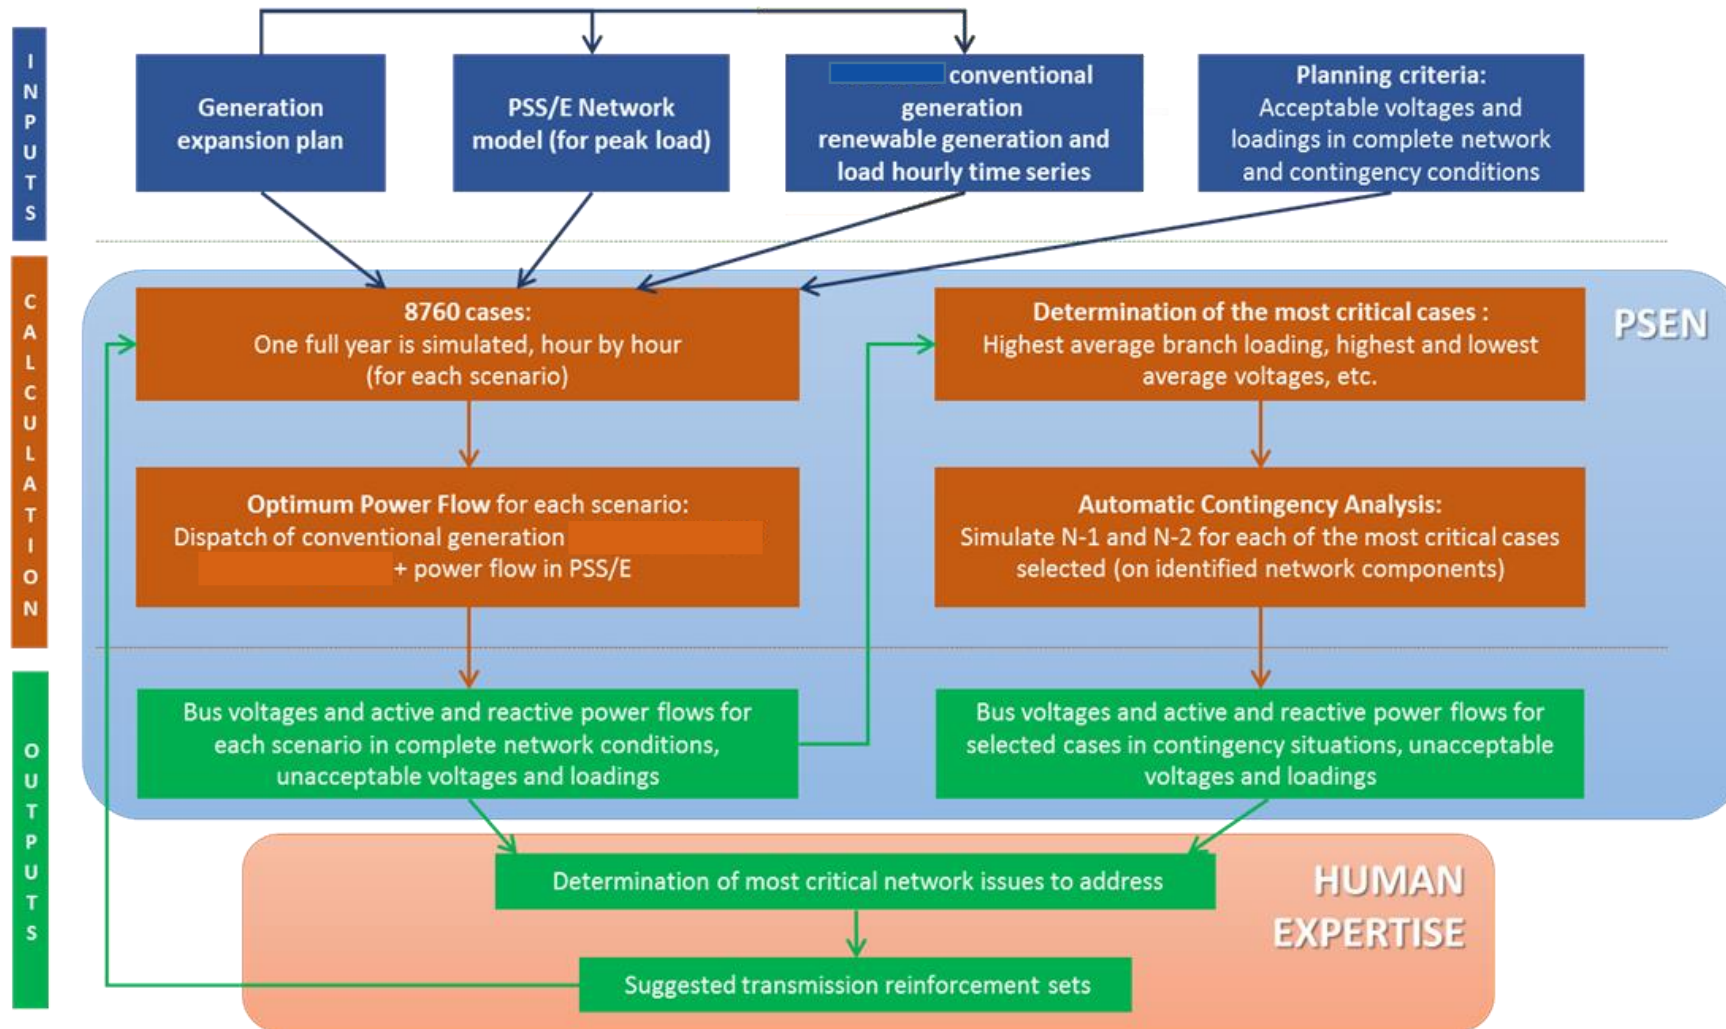 INPUTS
Generation
expansion plan
PSS/E Network
model (for peak load)
conventional
generation
renewable generation and
load hourly time series
Planning criteria:
Acceptable voltages and
loadings in complete network
and contingency conditions
CALCULATION
PSEN
8760 cases:
One full year is simulated, hour by hour
(for each scenario)
Determination of the most critical cases :
Highest average branch loading, highest and lowest
average voltages, etc.
Optimum Power Flow for each scenario:
Dispatch of conventional generation
+ power flow in PSS/E
Automatic Contingency Analysis:
Simulate N-1 and N-2 for each of the most critical cases
selected (on identified network components)
OUTPUTS
Bus voltages and active and reactive power flows for
each scenario in complete network conditions,
unacceptable voltages and loadings
Bus voltages and active and reactive power flows for
selected cases in contingency situations, unacceptable
voltages and loadings
HUMAN
EXPERTISE
Determination of most critical network issues to address
Suggested transmission reinforcement sets